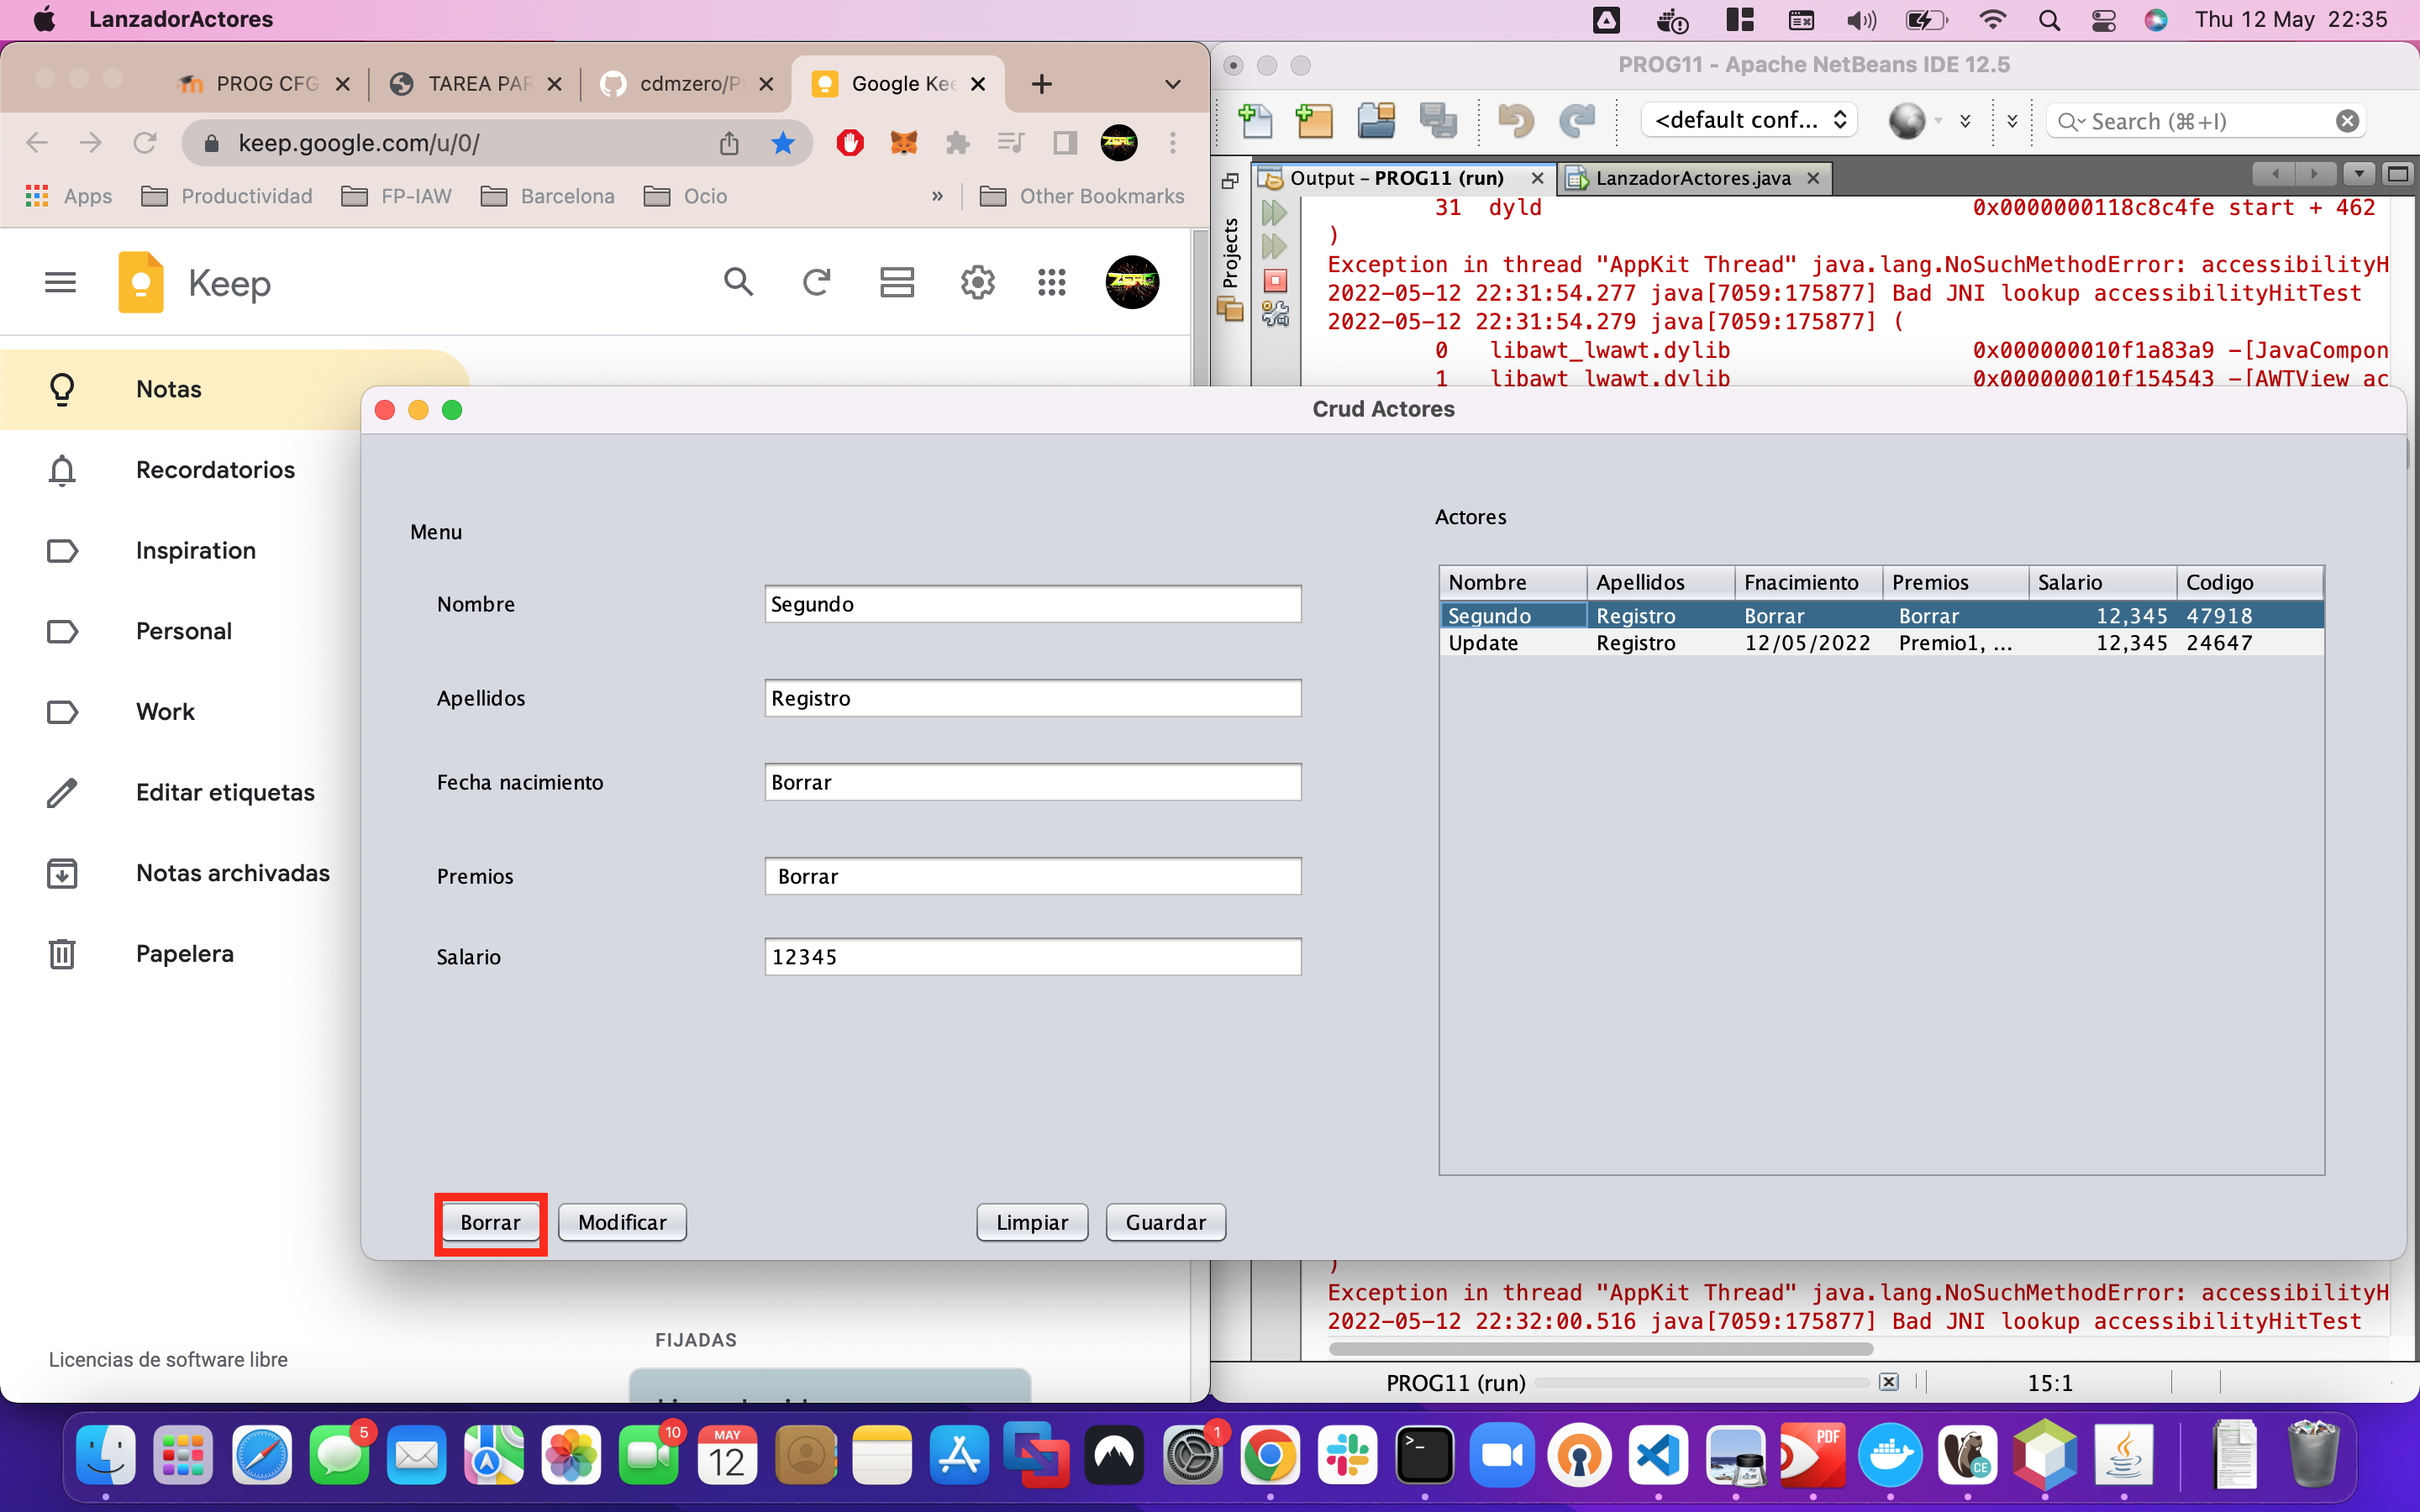 LanzadorActores
Thu 12 May 22:35
PROG CFG
TAREA PAR
cdmzero/P
Google Kee
keep.google.com/u/0/
Apps
Productividad
FP-IAW
Barcelona
Ocio
»
Other Bookmarks
Keep
Notas
Recordatorios
Inspiration
Personal
Work
Editar etiquetas
Notas archivadas
Papelera
Licencias de software libre
FIJADAS
PROG11 - Apache NetBeans IDE 12.5
<default conf...
Search (⌘+I)
Projects
Output - PROG11 (run)
LanzadorActores.java
31 dyld 0x0000000118c8c4fe start + 462
)
Exception in thread "AppKit Thread" java.lang.NoSuchMethodError: accessibilityH
2022-05-12 22:31:54.277 java[7059:175877] Bad JNI lookup accessibilityHitTest
2022-05-12 22:31:54.279 java[7059:175877] (
0 libawt_lwawt.dylib 0x000000010f1a83a9 -[JavaCompon
1 libawt_lwawt.dylib 0x000000010f154543 -[AWTView ac
Crud Actores
Menu
Nombre
Segundo
Apellidos
Registro
Fecha nacimiento
Borrar
Premios
Borrar
Salario
12345
Borrar
Modificar
Limpiar
Guardar
Actores
Nombre Apellidos Fnacimiento Premios Salario Codigo
Segundo Registro Borrar Borrar 12,345 47918
Update Registro 12/05/2022 Premio1, ... 12,345 24647
)
Exception in thread "AppKit Thread" java.lang.NoSuchMethodError: accessibilityH
2022-05-12 22:32:00.516 java[7059:175877] Bad JNI lookup accessibilityHitTest
PROG11 (run)
15:1
5
10
MAY
12
1
>_
PDF
CE